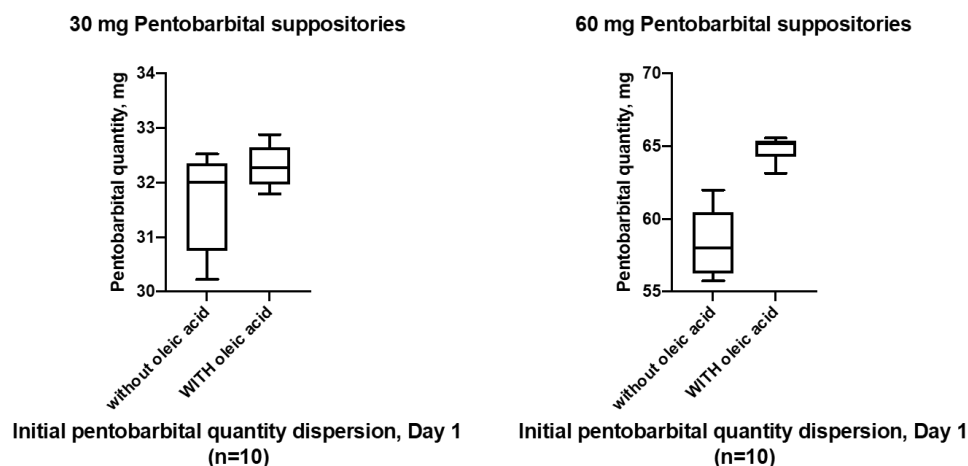 30 mg Pentobarbital suppositories
Pentobarbital quantity, mg
34
33
32
31
30
without oleic acid
WITH oleic acid
Initial pentobarbital quantity dispersion, Day 1
(n=10)
60 mg Pentobarbital suppositories
Pentobarbital quantity, mg
70
65
60
55
without oleic acid
WITH oleic acid
Initial pentobarbital quantity dispersion, Day 1
(n=10)